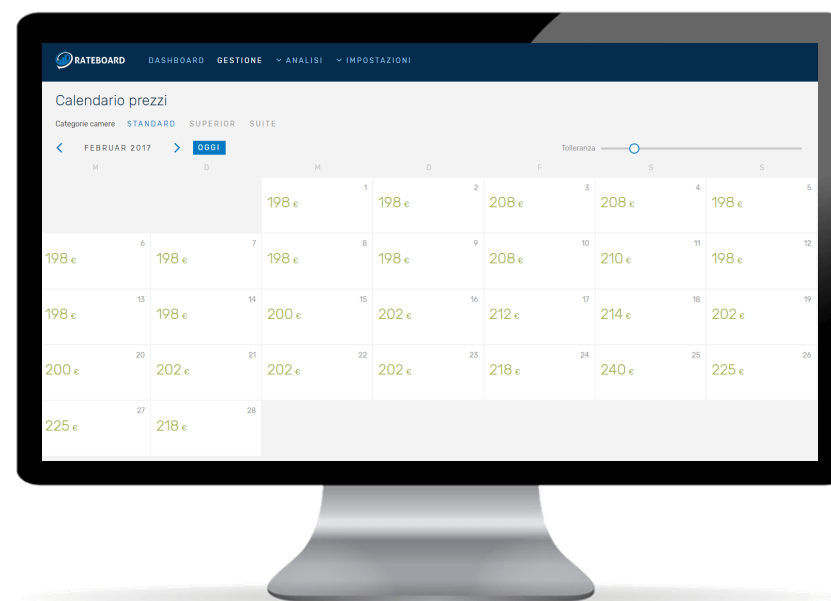 RATEBOARD DASHBOARD GESTIONE ANALISI IMPOSTAZIONI
Calendario prezzi
Categorie camere STANDARD SUPERIOR SUITE
FEBRUAR 2017 OGGI Tolleranza
M D M D F S S
1 2 3 4 5
198 € 198 € 208 € 208 € 198 €
6 7 8 9 10 11 12
198 € 198 € 198 € 198 € 208 € 210 € 198 €
13 14 15 16 17 18 19
198 € 198 € 200 € 202 € 212 € 214 € 202 €
20 21 22 23 24 25 26
200 € 202 € 202 € 202 € 218 € 240 € 225 €
27 28
225 € 218 €